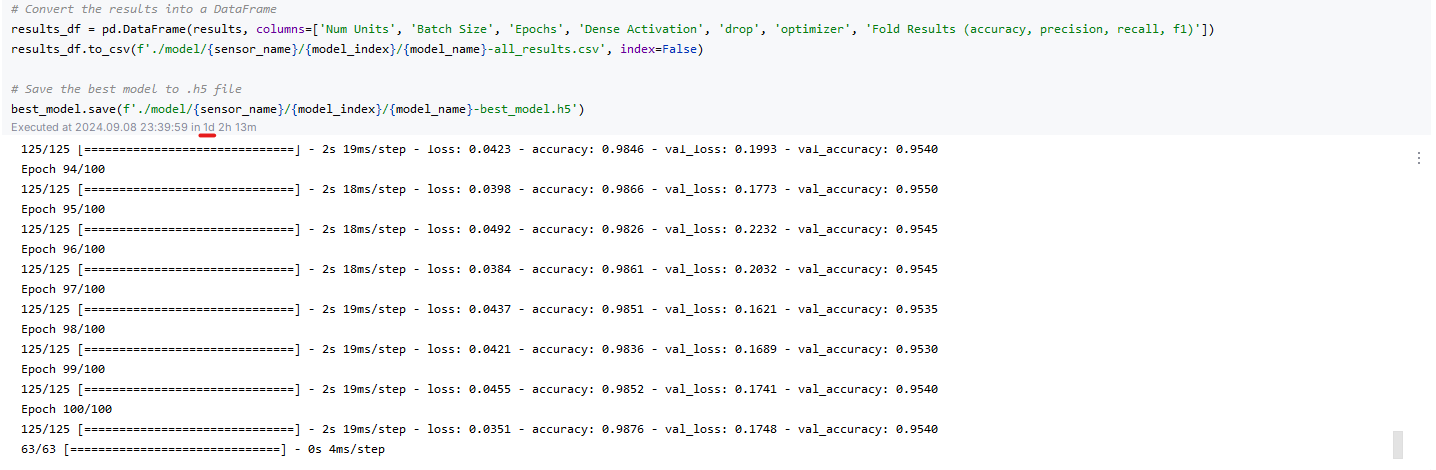 # Convert the results into a DataFrame
results_df = pd.DataFrame(results, columns=['Num Units', 'Batch Size', 'Epochs', 'Dense Activation', 'drop', 'optimizer', 'Fold Results (accuracy, precision, recall, f1)'])
results_df.to_csv(f'./model/{sensor_name}/{model_index}/{model_name}-all_results.csv', index=False)
# Save the best model to .h5 file
best_model.save(f'./model/{sensor_name}/{model_index}/{model_name}-best_model.h5')
Executed at 2024.09.08 23:39:59 in 1d 2h 13m
125/125 [==============================] - 2s 19ms/step - loss: 0.0423 - accuracy: 0.9846 - val_loss: 0.1993 - val_accuracy: 0.9540
Epoch 94/100
125/125 [==============================] - 2s 18ms/step - loss: 0.0398 - accuracy: 0.9866 - val_loss: 0.1773 - val_accuracy: 0.9550
Epoch 95/100
125/125 [==============================] - 2s 18ms/step - loss: 0.0492 - accuracy: 0.9826 - val_loss: 0.2232 - val_accuracy: 0.9545
Epoch 96/100
125/125 [==============================] - 2s 18ms/step - loss: 0.0384 - accuracy: 0.9861 - val_loss: 0.2032 - val_accuracy: 0.9545
Epoch 97/100
125/125 [==============================] - 2s 19ms/step - loss: 0.0437 - accuracy: 0.9851 - val_loss: 0.1621 - val_accuracy: 0.9535
Epoch 98/100
125/125 [==============================] - 2s 19ms/step - loss: 0.0421 - accuracy: 0.9836 - val_loss: 0.1689 - val_accuracy: 0.9530
Epoch 99/100
125/125 [==============================] - 2s 19ms/step - loss: 0.0455 - accuracy: 0.9852 - val_loss: 0.1741 - val_accuracy: 0.9540
Epoch 100/100
125/125 [==============================] - 2s 19ms/step - loss: 0.0351 - accuracy: 0.9876 - val_loss: 0.1748 - val_accuracy: 0.9540
63/63 [==============================] - 0s 4ms/step